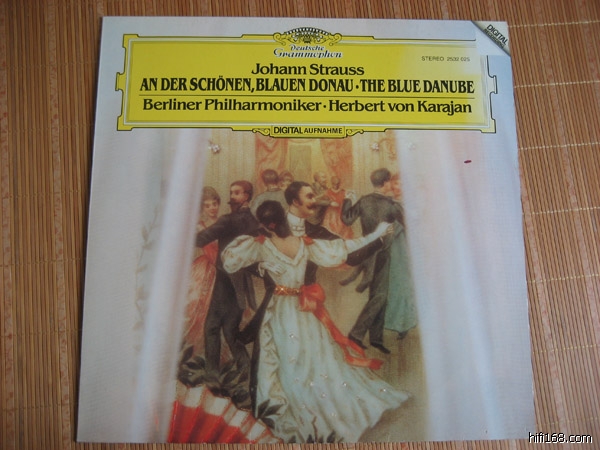 Deutsche
Grammophon
STEREO 2532 025
DIGITAL
Johann Strauss
AN DER SCHÖNEN, BLAUEN DONAU · THE BLUE DANUBE
Berliner Philharmoniker · Herbert von Karajan
DIGITAL AUFNAHME
hifi168.com